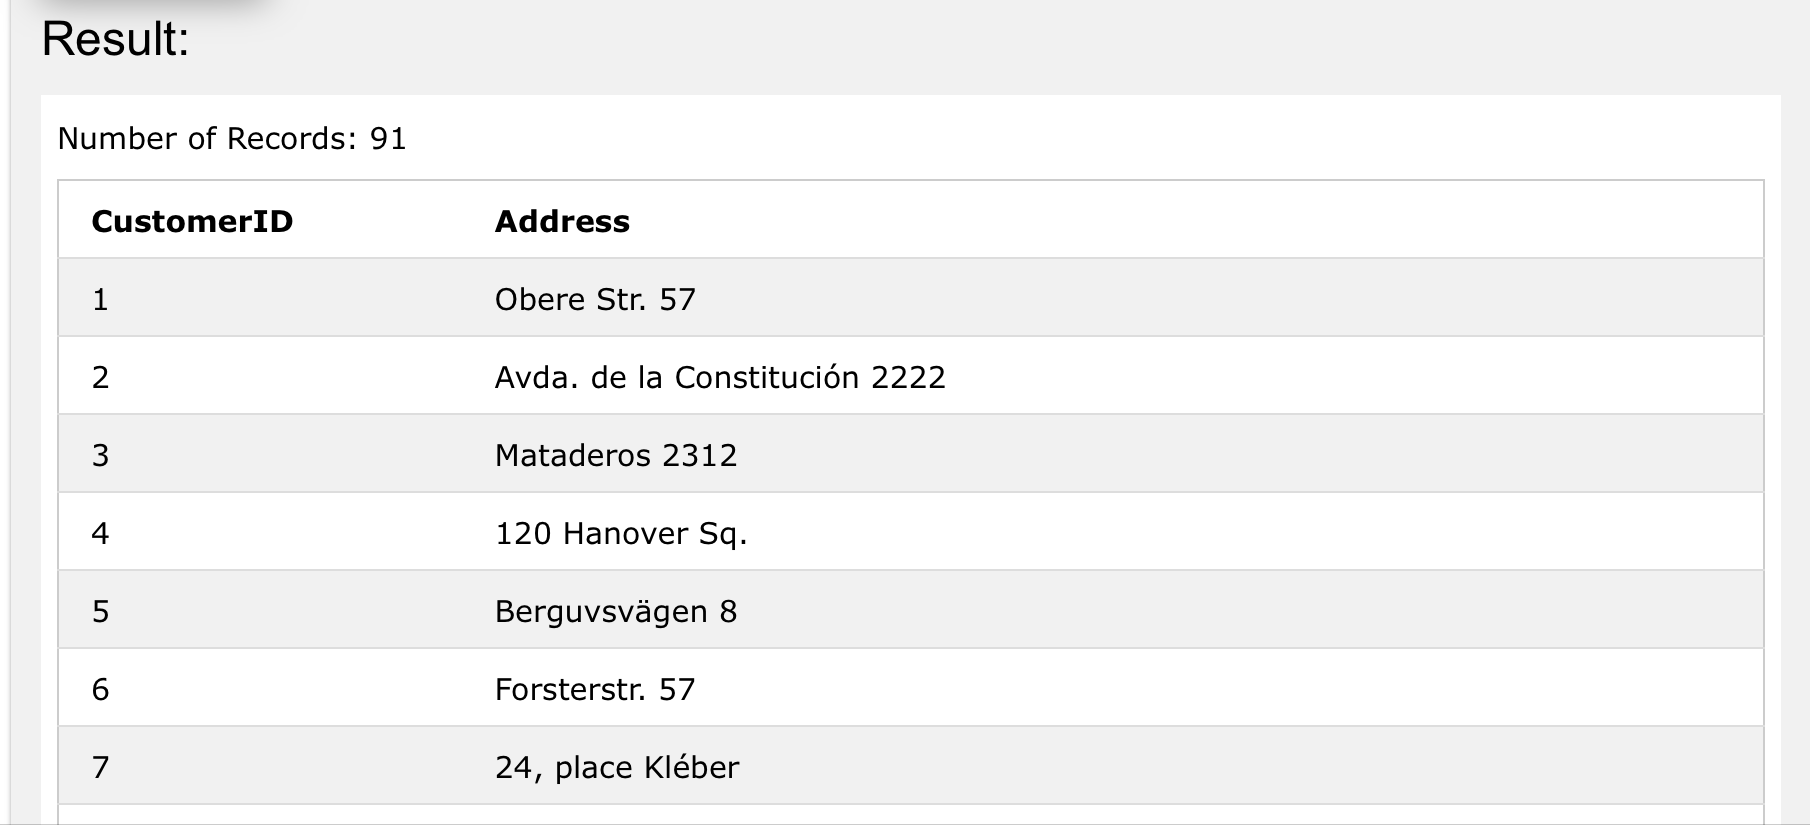 Result:
Number of Records: 91
CustomerID Address
1 Obere Str. 57
2 Avda. de la Constitución 2222
3 Mataderos 2312
4 120 Hanover Sq.
5 Berguvsvägen 8
6 Forsterstr. 57
7 24, place Kléber